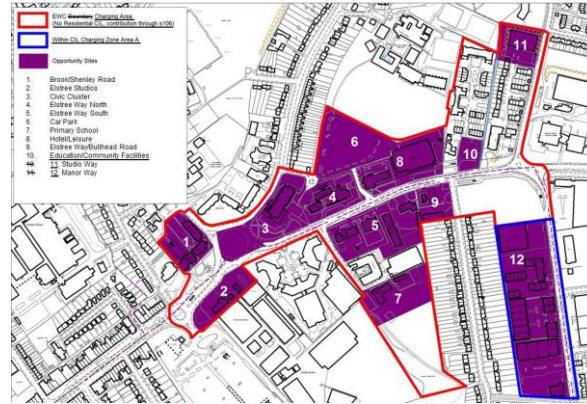 EWC Boundary Charging Area
(No Residential CIL, contribution through s106)
Within CIL Charging Zone Area A
Opportunity Sites
1. Brook/Shenley Road
2. Elstree Studios
3. Civic Cluster
4. Elstree Way North
5. Elstree Way South
6. Car Park
7. Primary School
8. Hotel/Leisure
9. Elstree Way/Bullhead Road
10. Education/Community Facilities
10. 11. Studio Way
11. 12. Manor Way
11
6
10
8
4
9
3
5
1
12
2
7